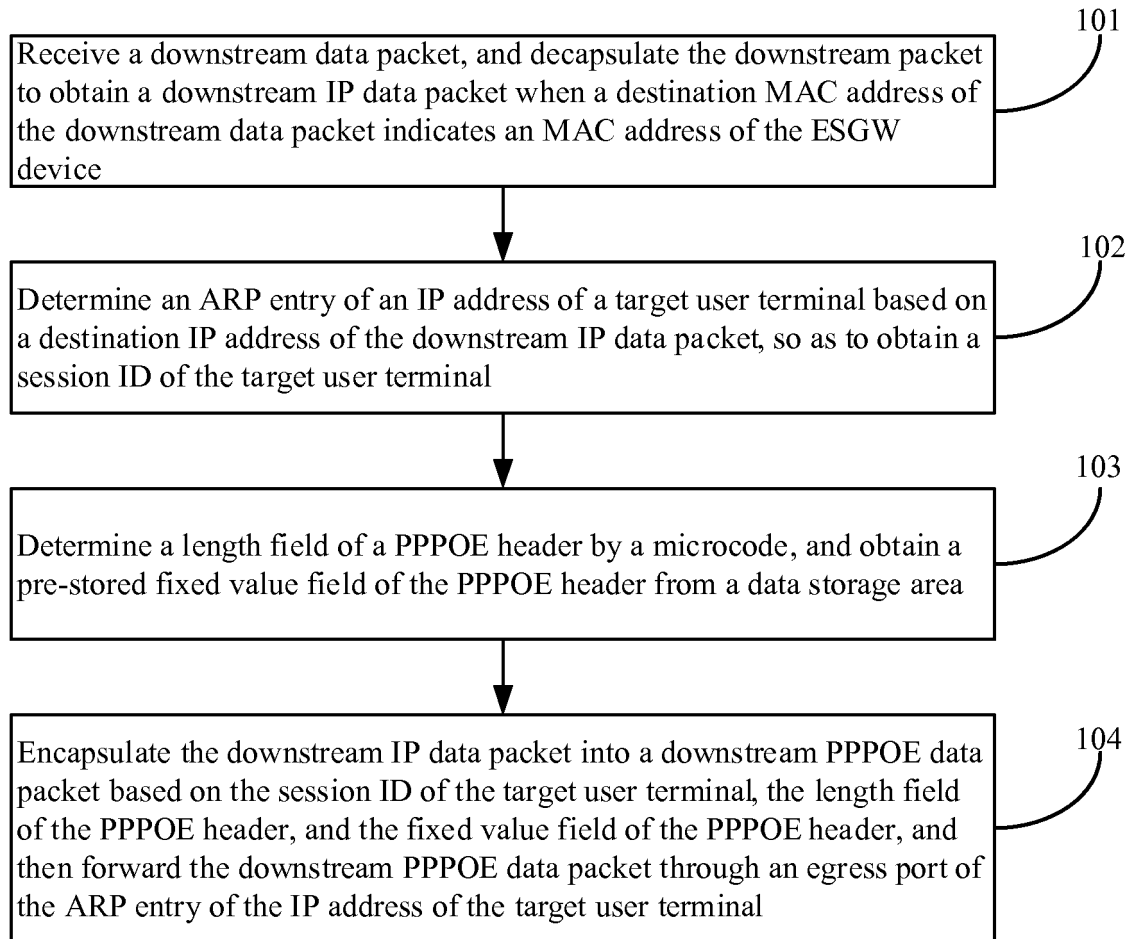 101
Receive a downstream data packet, and decapsulate the downstream packet
to obtain a downstream IP data packet when a destination MAC address of
the downstream data packet indicates an MAC address of the ESGW
device
102
Determine an ARP entry of an IP address of a target user terminal based on
a destination IP address of the downstream IP data packet, so as to obtain a
session ID of the target user terminal
103
Determine a length field of a PPPOE header by a microcode, and obtain a
pre-stored fixed value field of the PPPOE header from a data storage area
104
Encapsulate the downstream IP data packet into a downstream PPPOE data
packet based on the session ID of the target user terminal, the length field
of the PPPOE header, and the fixed value field of the PPPOE header, and
then forward the downstream PPPOE data packet through an egress port of
the ARP entry of the IP address of the target user terminal